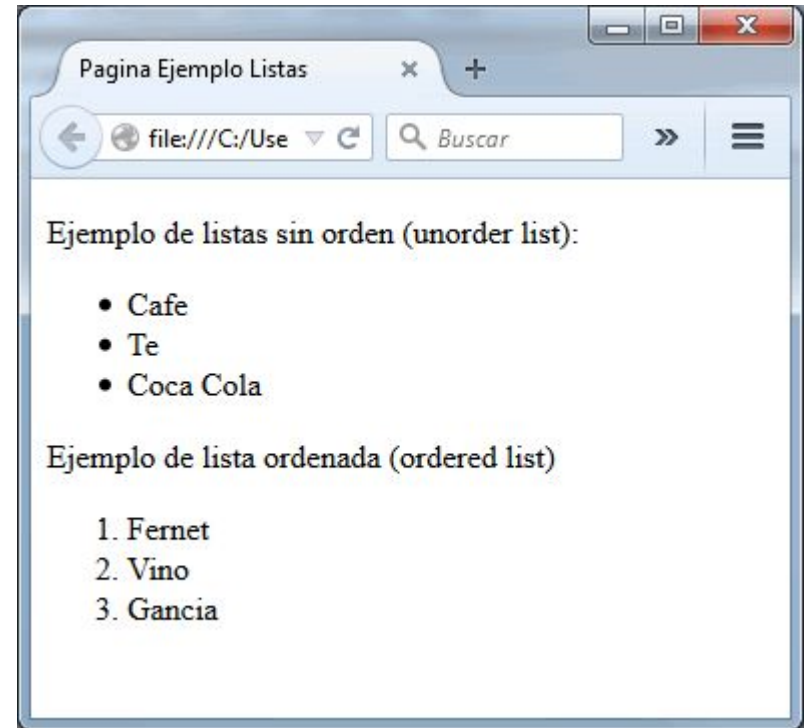 Pagina Ejemplo Listas
file:///C:/Use
Buscar
Ejemplo de listas sin orden (unorder list):
• Cafe
• Te
• Coca Cola
Ejemplo de lista ordenada (ordered list)
1. Fernet
2. Vino
3. Gancia